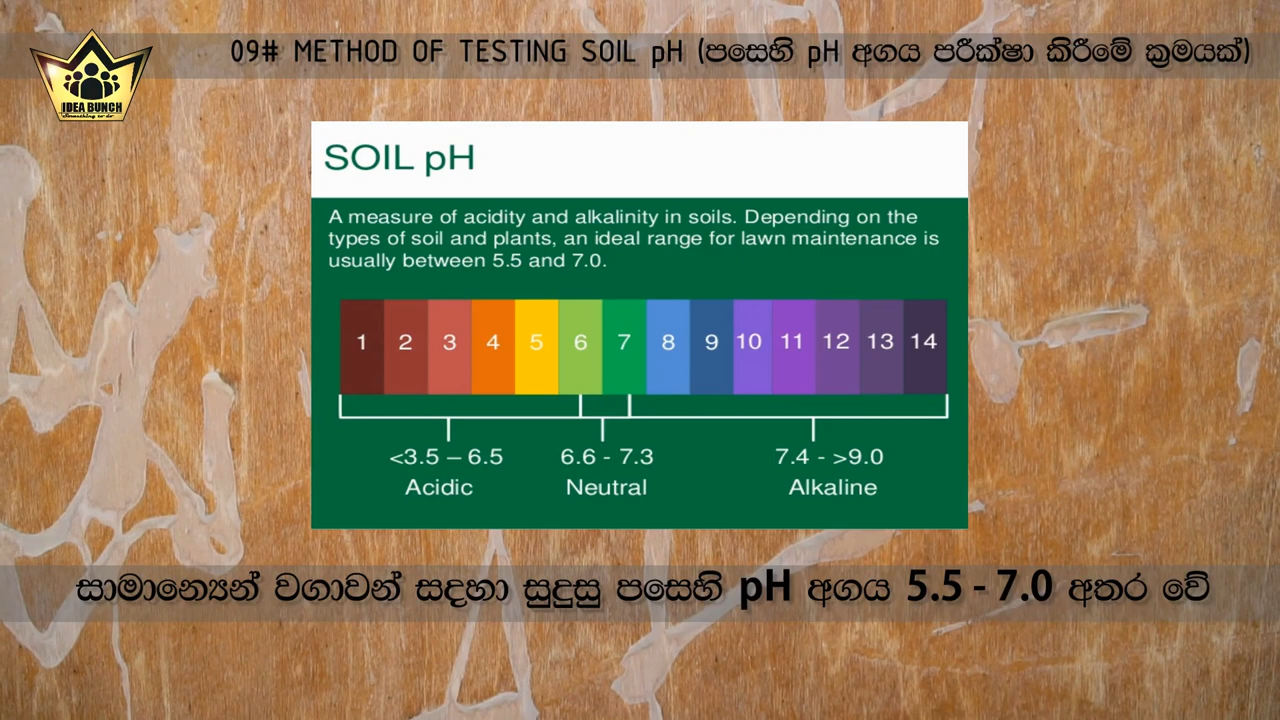 09# METHOD OF TESTING SOIL pH (පසෙහි pH අගය පරීක්ෂා කිරීමේ ක්‍රමයක්)
IDEA BUNCH
Something to do
SOIL pH
A measure of acidity and alkalinity in soils. Depending on the
types of soil and plants, an ideal range for lawn maintenance is
usually between 5.5 and 7.0.
1 2 3 4 5 6 7 8 9 10 11 12 13 14
<3.5 – 6.5 6.6 - 7.3 7.4 - >9.0
Acidic Neutral Alkaline
සාමාන්‍යෙන් වගාවන් සදහා සුදුසු පසෙහි pH අගය 5.5 - 7.0 අතර වේ